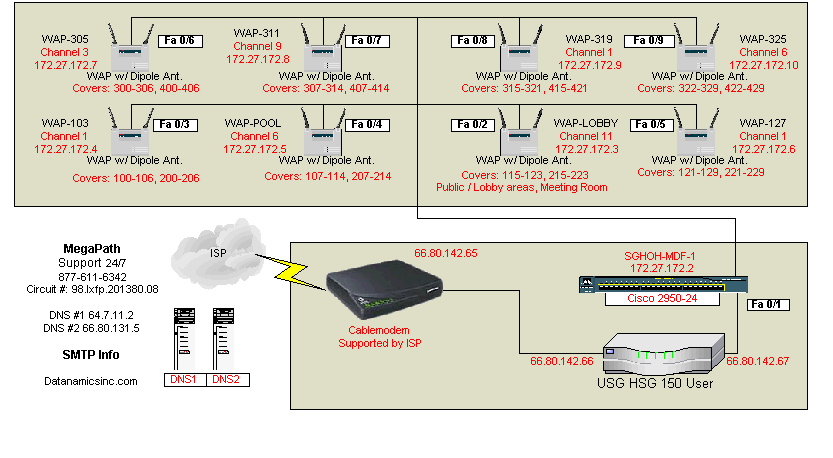 WAP-305
Channel 3
172.27.172.7
Fa 0/6
WAP w/ Dipole Ant.
Covers: 300-306, 400-406
WAP-311
Channel 9
172.27.172.8
Fa 0/7
WAP w/ Dipole Ant.
Covers: 307-314, 407-414
Fa 0/8
WAP-319
Channel 1
172.27.172.9
WAP w/ Dipole Ant.
Covers: 315-321, 415-421
Fa 0/9
WAP-325
Channel 6
172.27.172.10
WAP w/ Dipole Ant.
Covers: 322-329, 422-429
WAP-103
Channel 1
172.27.172.4
Fa 0/3
WAP w/ Dipole Ant.
Covers: 100-106, 200-206
WAP-POOL
Channel 6
172.27.172.5
Fa 0/4
WAP w/ Dipole Ant.
Covers: 107-114, 207-214
Fa 0/2
WAP-LOBBY
Channel 11
172.27.172.3
WAP w/ Dipole Ant.
Covers: 115-123, 215-223
Public / Lobby areas, Meeting Room
Fa 0/5
WAP-127
Channel 1
172.27.172.6
WAP w/ Dipole Ant.
Covers: 121-129, 221-229
MegaPath
Support 24/7
877-611-6342
Circuit #: 98.lxfp.201380.08
DNS #1 64.7.11.2
DNS #2 66.80.131.5
SMTP Info
Datanamicsinc.com
ISP
DNS1
DNS2
66.80.142.65
Cablemodem
Supported by ISP
SGHOH-MDF-1
172.27.172.2
Cisco 2950-24
Fa 0/1
66.80.142.66
66.80.142.67
USG HSG 150 User